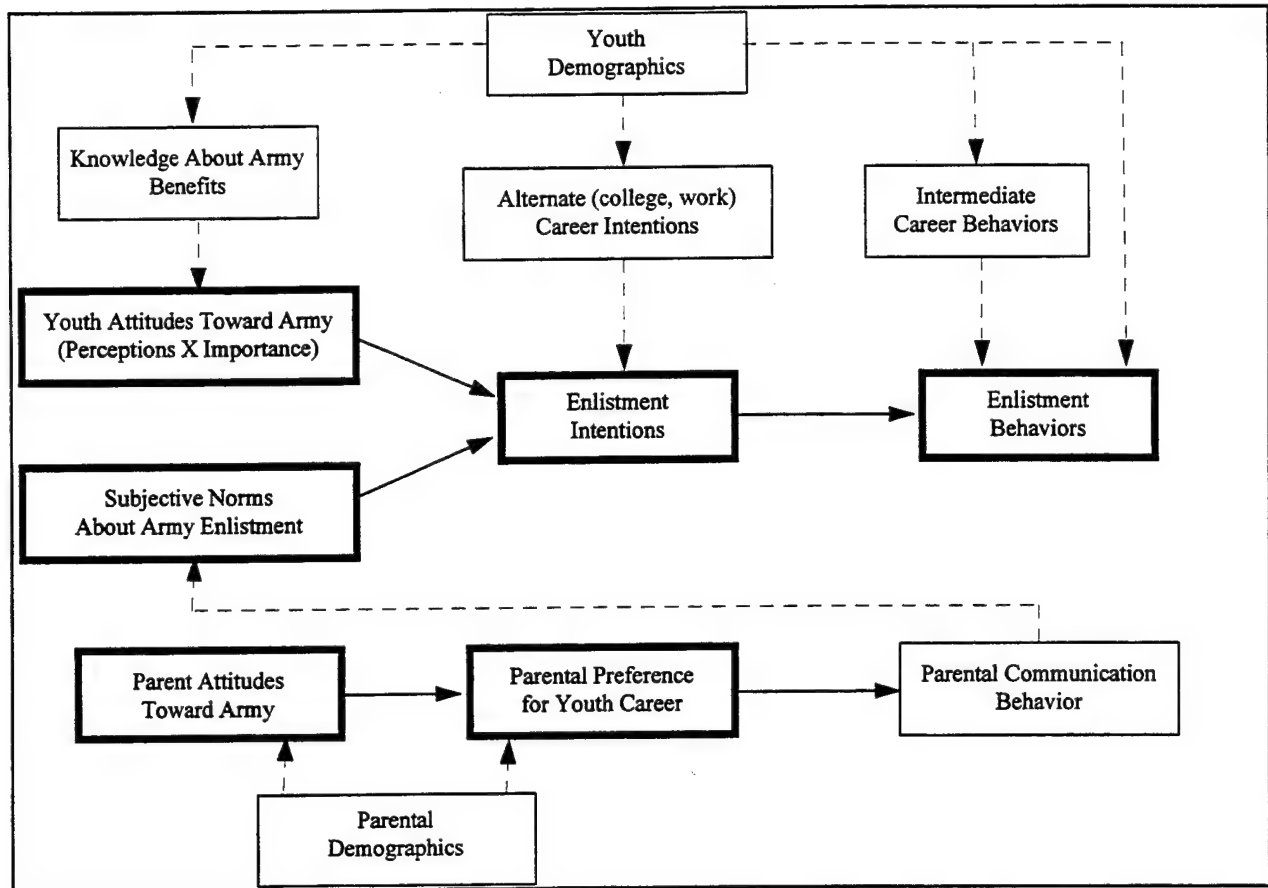 Youth
Demographics
Knowledge About Army
Benefits
Alternate (college, work)
Career Intentions
Intermediate
Career Behaviors
Youth Attitudes Toward Army
(Perceptions X Importance)
Enlistment
Intentions
Enlistment
Behaviors
Subjective Norms
About Army Enlistment
Parent Attitudes
Toward Army
Parental Preference
for Youth Career
Parental Communication
Behavior
Parental
Demographics